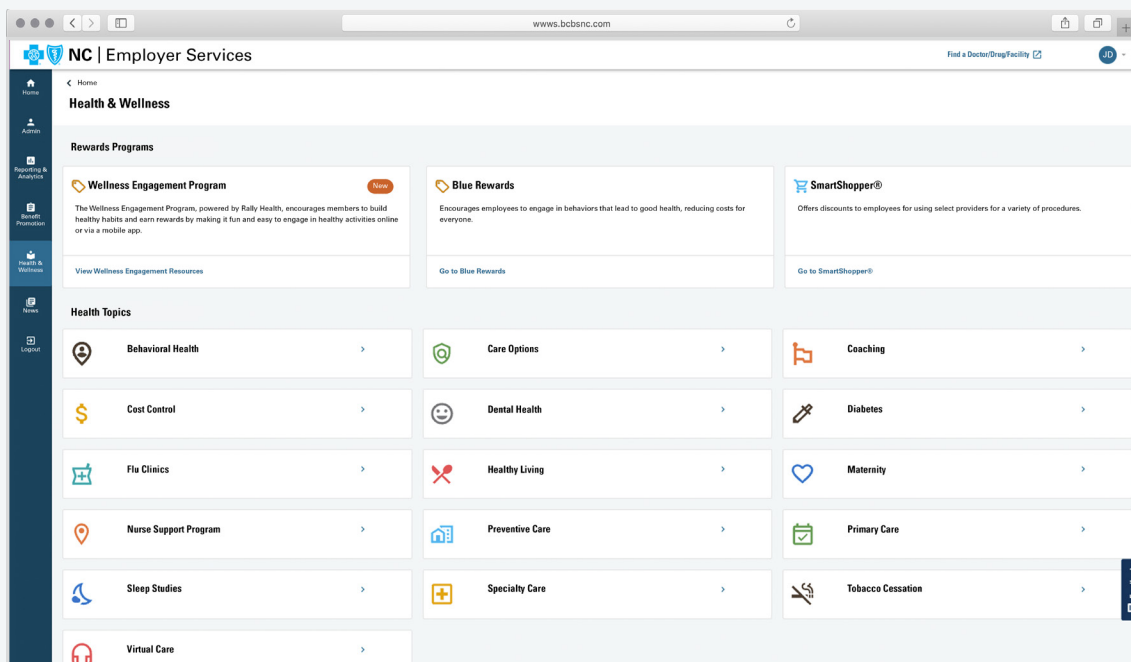 wwws.bcbsnc.com
NC | Employer Services
Find a Doctor/Drug/Facility
JD
Home
Admin
Reporting &
Analytics
Benefit
Promotion
Health &
Wellness
News
Logout
Home
Health & Wellness
Rewards Programs
Wellness Engagement Program
New
The Wellness Engagement Program, powered by Rally Health, encourages members to build
healthy habits and earn rewards by making it fun and easy to engage in healthy activities online
or via a mobile app.
View Wellness Engagement Resources
Blue Rewards
Encourages employees to engage in behaviors that lead to good health, reducing costs for
everyone.
Go to Blue Rewards
SmartShopper®
Offers discounts to employees for using select providers for a variety of procedures.
Go to SmartShopper®
Health Topics
Behavioral Health
Care Options
Coaching
Cost Control
Dental Health
Diabetes
Flu Clinics
Healthy Living
Maternity
Nurse Support Program
Preventive Care
Primary Care
Sleep Studies
Specialty Care
Tobacco Cessation
Virtual Care